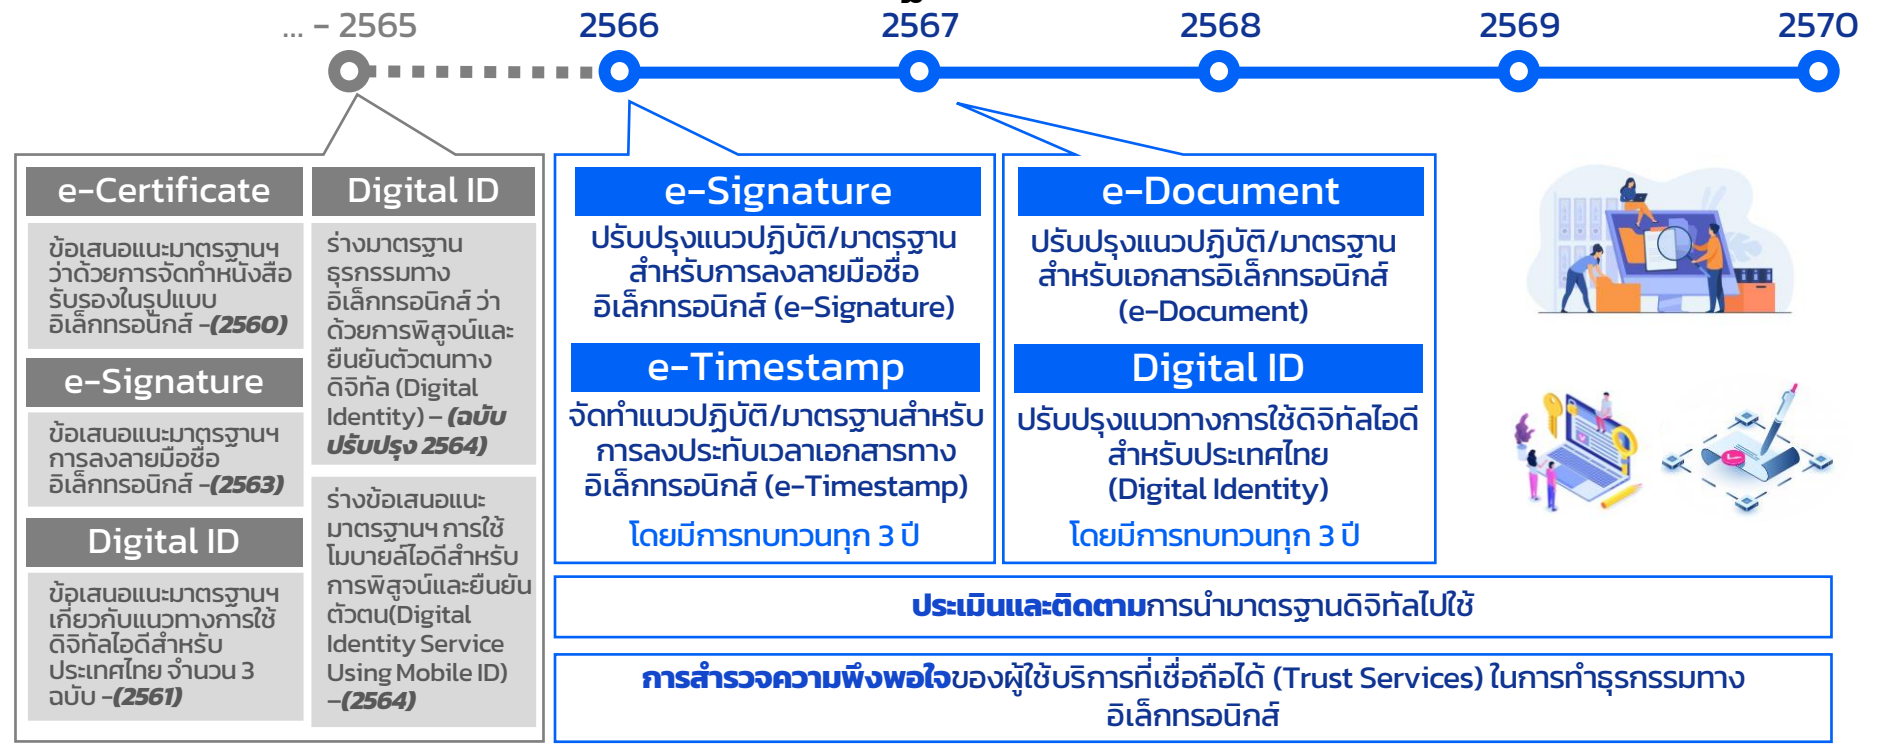 ... – 2565
2566
2567
2568
2569
2570
e-Certificate
ข้อเสนอแนะมาตรฐานฯ
ว่าด้วยการจัดทำหนังสือ
รับรองในรูปแบบ
อิเล็กทรอนิกส์ -(2560)
e-Signature
ข้อเสนอแนะมาตรฐานฯ
การลงลายมือชื่อ
อิเล็กทรอนิกส์ -(2563)
Digital ID
ข้อเสนอแนะมาตรฐานฯ
เกี่ยวกับแนวทางการใช้
ดิจิทัลไอดีสำหรับ
ประเทศไทย จำนวน 3
ฉบับ -(2561)
Digital ID
ร่างมาตรฐาน
ธุรกรรมทาง
อิเล็กทรอนิกส์ ว่า
ด้วยการพิสูจน์และ
ยืนยันตัวตนทาง
ดิจิทัล (Digital
Identity) – (ฉบับ
ปรับปรุง 2564)
ร่างข้อเสนอแนะ
มาตรฐานฯ การใช้
โมบายล์ไอดีสำหรับ
การพิสูจน์และยืนยัน
ตัวตน(Digital
Identity Service
Using Mobile ID)
–(2564)
e-Signature
ปรับปรุงแนวปฏิบัติ/มาตรฐาน
สำหรับการลงลายมือชื่อ
อิเล็กทรอนิกส์ (e-Signature)
e-Timestamp
จัดทำแนวปฏิบัติ/มาตรฐานสำหรับ
การลงประทับเวลาเอกสารทาง
อิเล็กทรอนิกส์ (e-Timestamp)
โดยมีการทบทวนทุก 3 ปี
e-Document
ปรับปรุงแนวปฏิบัติ/มาตรฐาน
สำหรับเอกสารอิเล็กทรอนิกส์
(e-Document)
Digital ID
ปรับปรุงแนวทางการใช้ดิจิทัลไอดี
สำหรับประเทศไทย
(Digital Identity)
โดยมีการทบทวนทุก 3 ปี
ประเมินและติดตามการนำมาตรฐานดิจิทัลไปใช้
การสำรวจความพึงพอใจของผู้ใช้บริการที่เชื่อถือได้ (Trust Services) ในการทำธุรกรรมทาง
อิเล็กทรอนิกส์